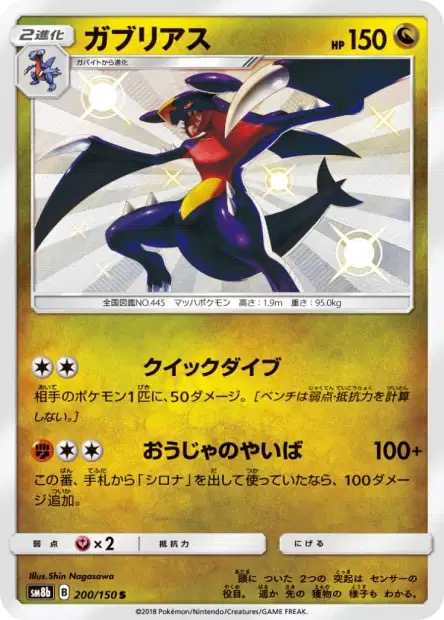 2進化 ガブリアス HP 150
ガバイトから進化
全国図鑑NO.445 マッハポケモン 高さ：1.9m 重さ：95.0kg
クイックダイブ
相手のポケモン1匹に、50ダメージ。[ベンチは弱点・抵抗力を計算
しない。]
おうじゃのやいば 100+
この番、手札から「シロナ」を出して使っていたなら、100ダメー
ジ追加。
弱点 ×2 抵抗力 にげる
Illus.Shin Nagasawa
頭に ついた 2つの 突起は センサーの
役目。 遥か 先の 獲物の 様子も わかる。
SM8b B 200/150 S
©2018 Pokémon/Nintendo/Creatures/GAME FREAK.